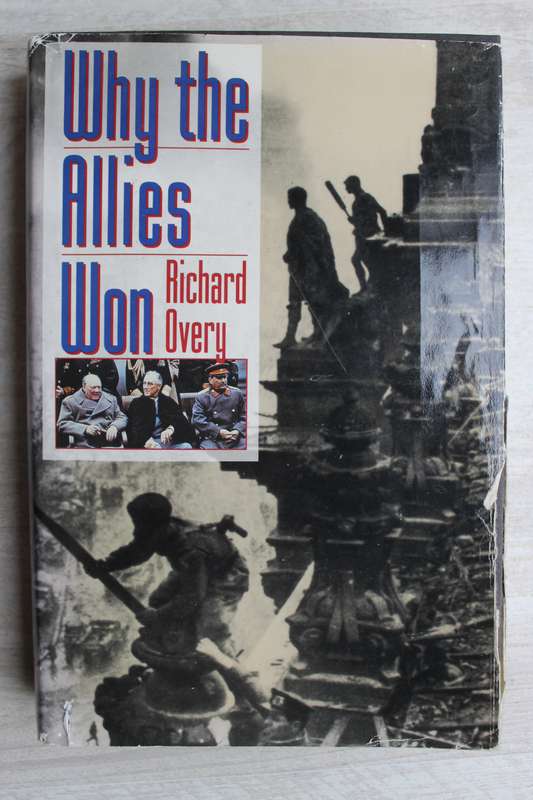 Why the
Allies
Won
Richard
Overy